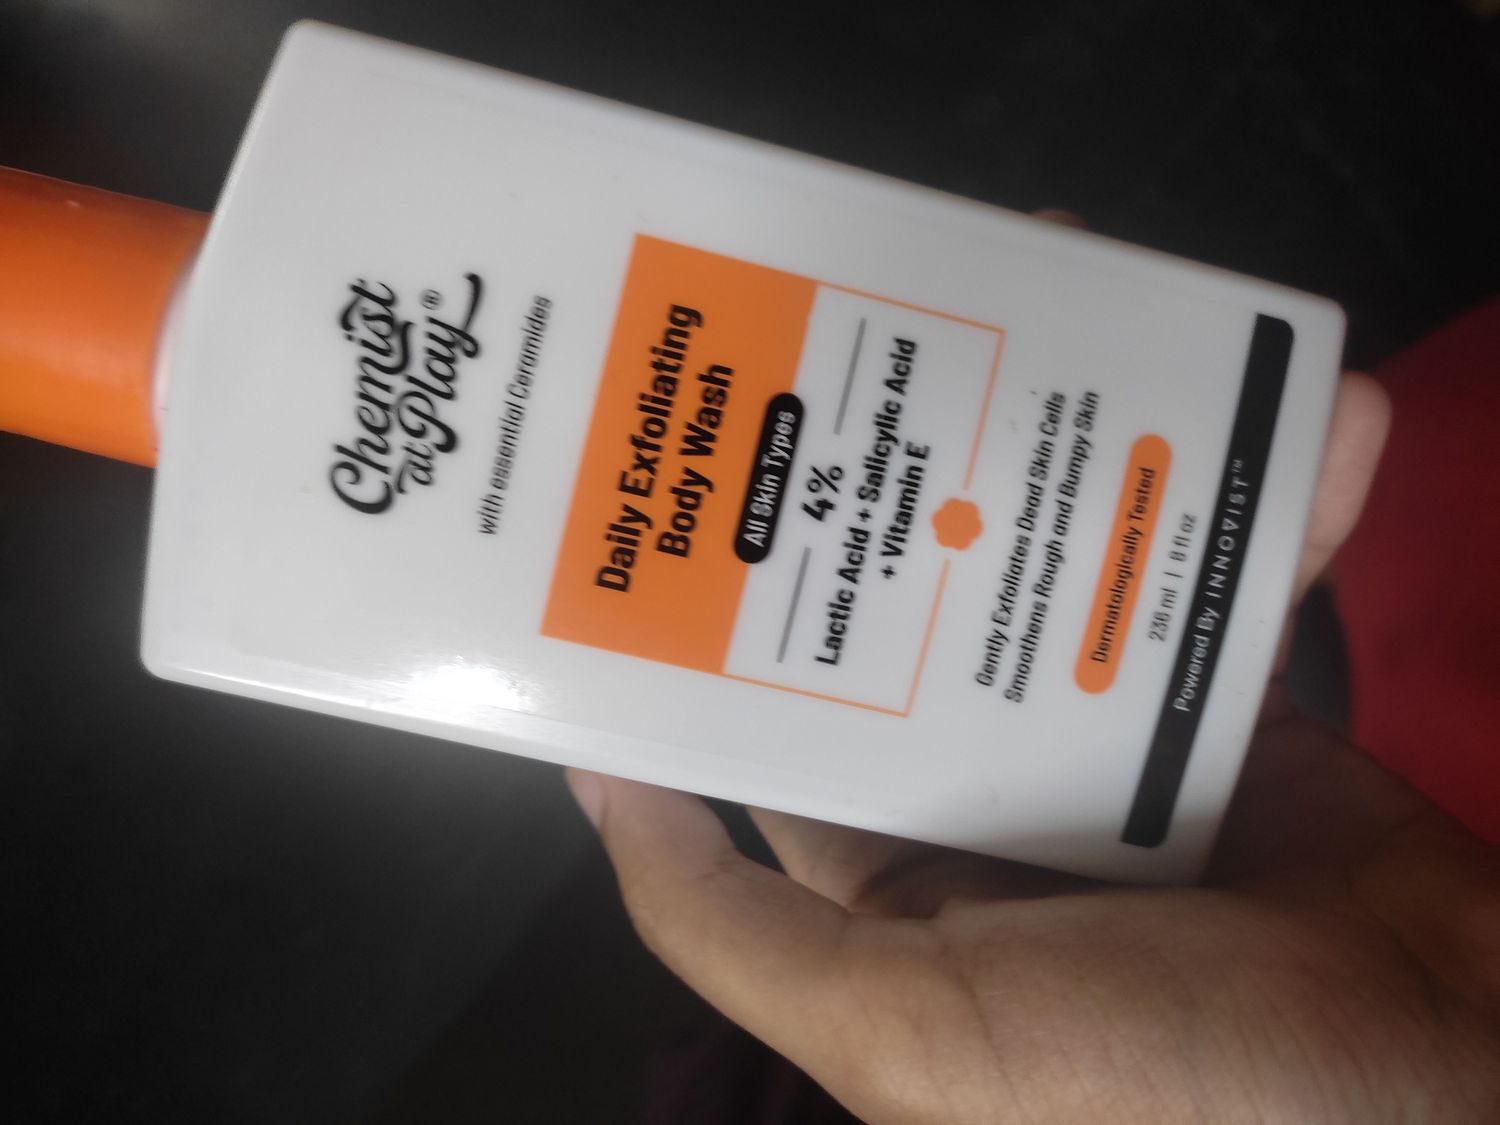 Chemist
at Play®
with essential Ceramides
Daily Exfoliating
Body Wash
All Skin Types
4%
Lactic Acid + Salicylic Acid
+ Vitamin E
Gently Exfoliates Dead Skin Cells
Smoothens Rough and Bumpy Skin
Dermatologically Tested
236 ml | 8 fl oz
Powered By INNOVIST™